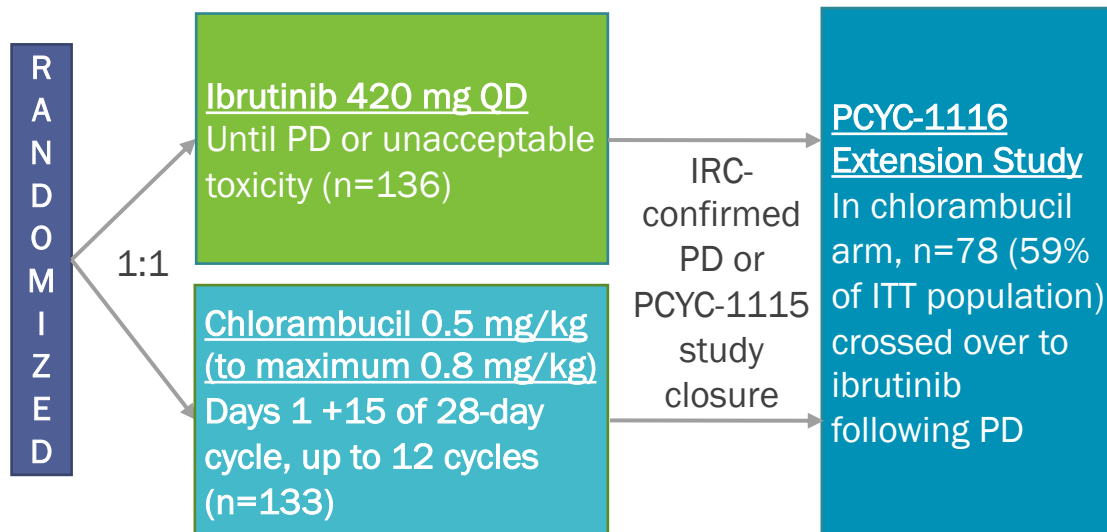 R
A
N
D
O
M
I
Z
E
D
1:1
Ibrutinib 420 mg QD
Until PD or unacceptable
toxicity (n=136)
Chlorambucil 0.5 mg/kg
(to maximum 0.8 mg/kg)
Days 1 +15 of 28-day
cycle, up to 12 cycles
(n=133)
IRC-
confirmed
PD or
PCYC-1115
study
closure
PCYC-1116
Extension Study
In chlorambucil
arm, n=78 (59%
of ITT population)
crossed over to
ibrutinib
following PD